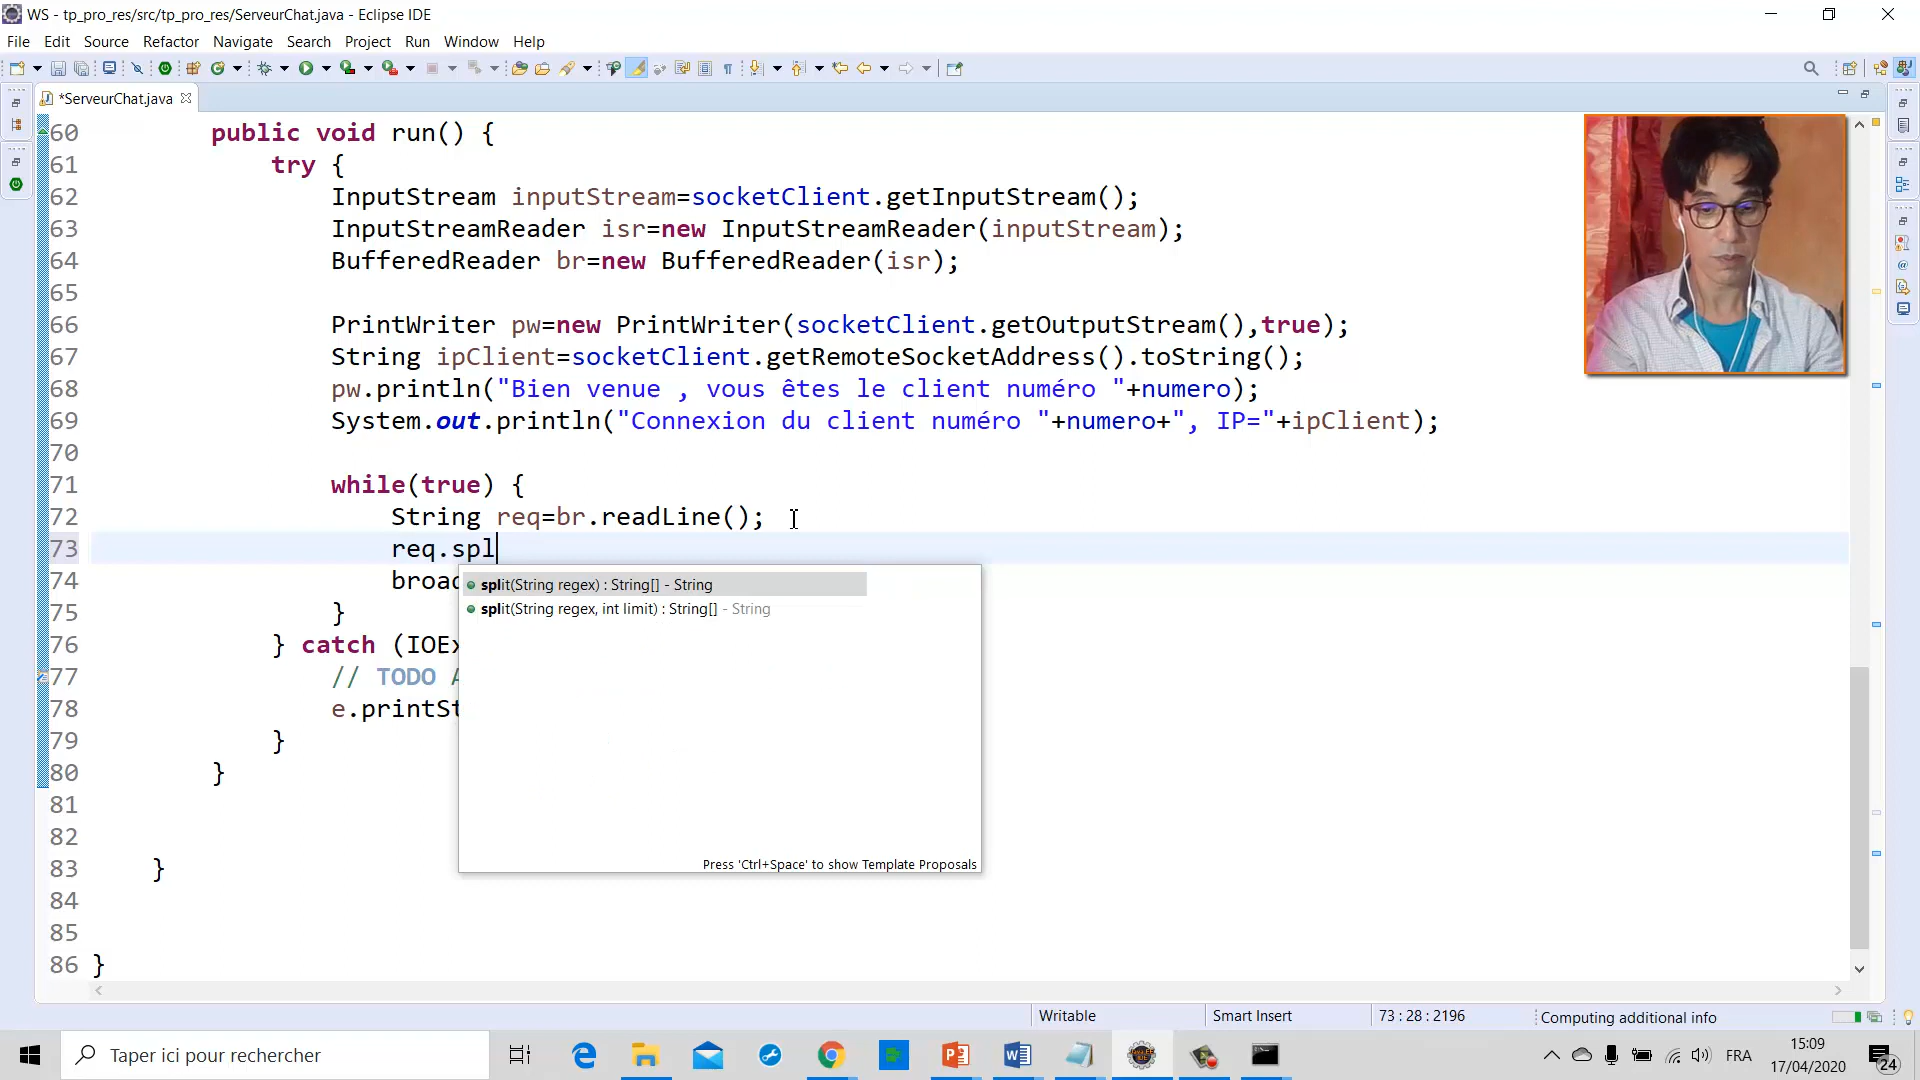 WS - tp_pro_res/src/tp_pro_res/ServeurChat.java - Eclipse IDE
File Edit Source Refactor Navigate Search Project Run Window Help
*ServeurChat.java
60 public void run() {
61 try {
62 InputStream inputStream=socketClient.getInputStream();
63 InputStreamReader isr=new InputStreamReader(inputStream);
64 BufferedReader br=new BufferedReader(isr);
65
66 PrintWriter pw=new PrintWriter(socketClient.getOutputStream(),true);
67 String ipClient=socketClient.getRemoteSocketAddress().toString();
68 pw.println("Bien venue , vous êtes le client numéro "+numero);
69 System.out.println("Connexion du client numéro "+numero+", IP="+ipClient);
70
71 while(true) {
72 String req=br.readLine();
73 req.spl
split(String regex) : String[] - String
74 broad
split(String regex, int limit) : String[] - String
75 }
76 } catch (IOEx
77 // TODO A
78 e.printSt
79 }
80 }
81
82
83 }
Press 'Ctrl+Space' to show Template Proposals
84
85
86 }
Writable Smart Insert 73 : 28 : 2196 Computing additional info
Taper ici pour rechercher
FRA
15:09
17/04/2020
24